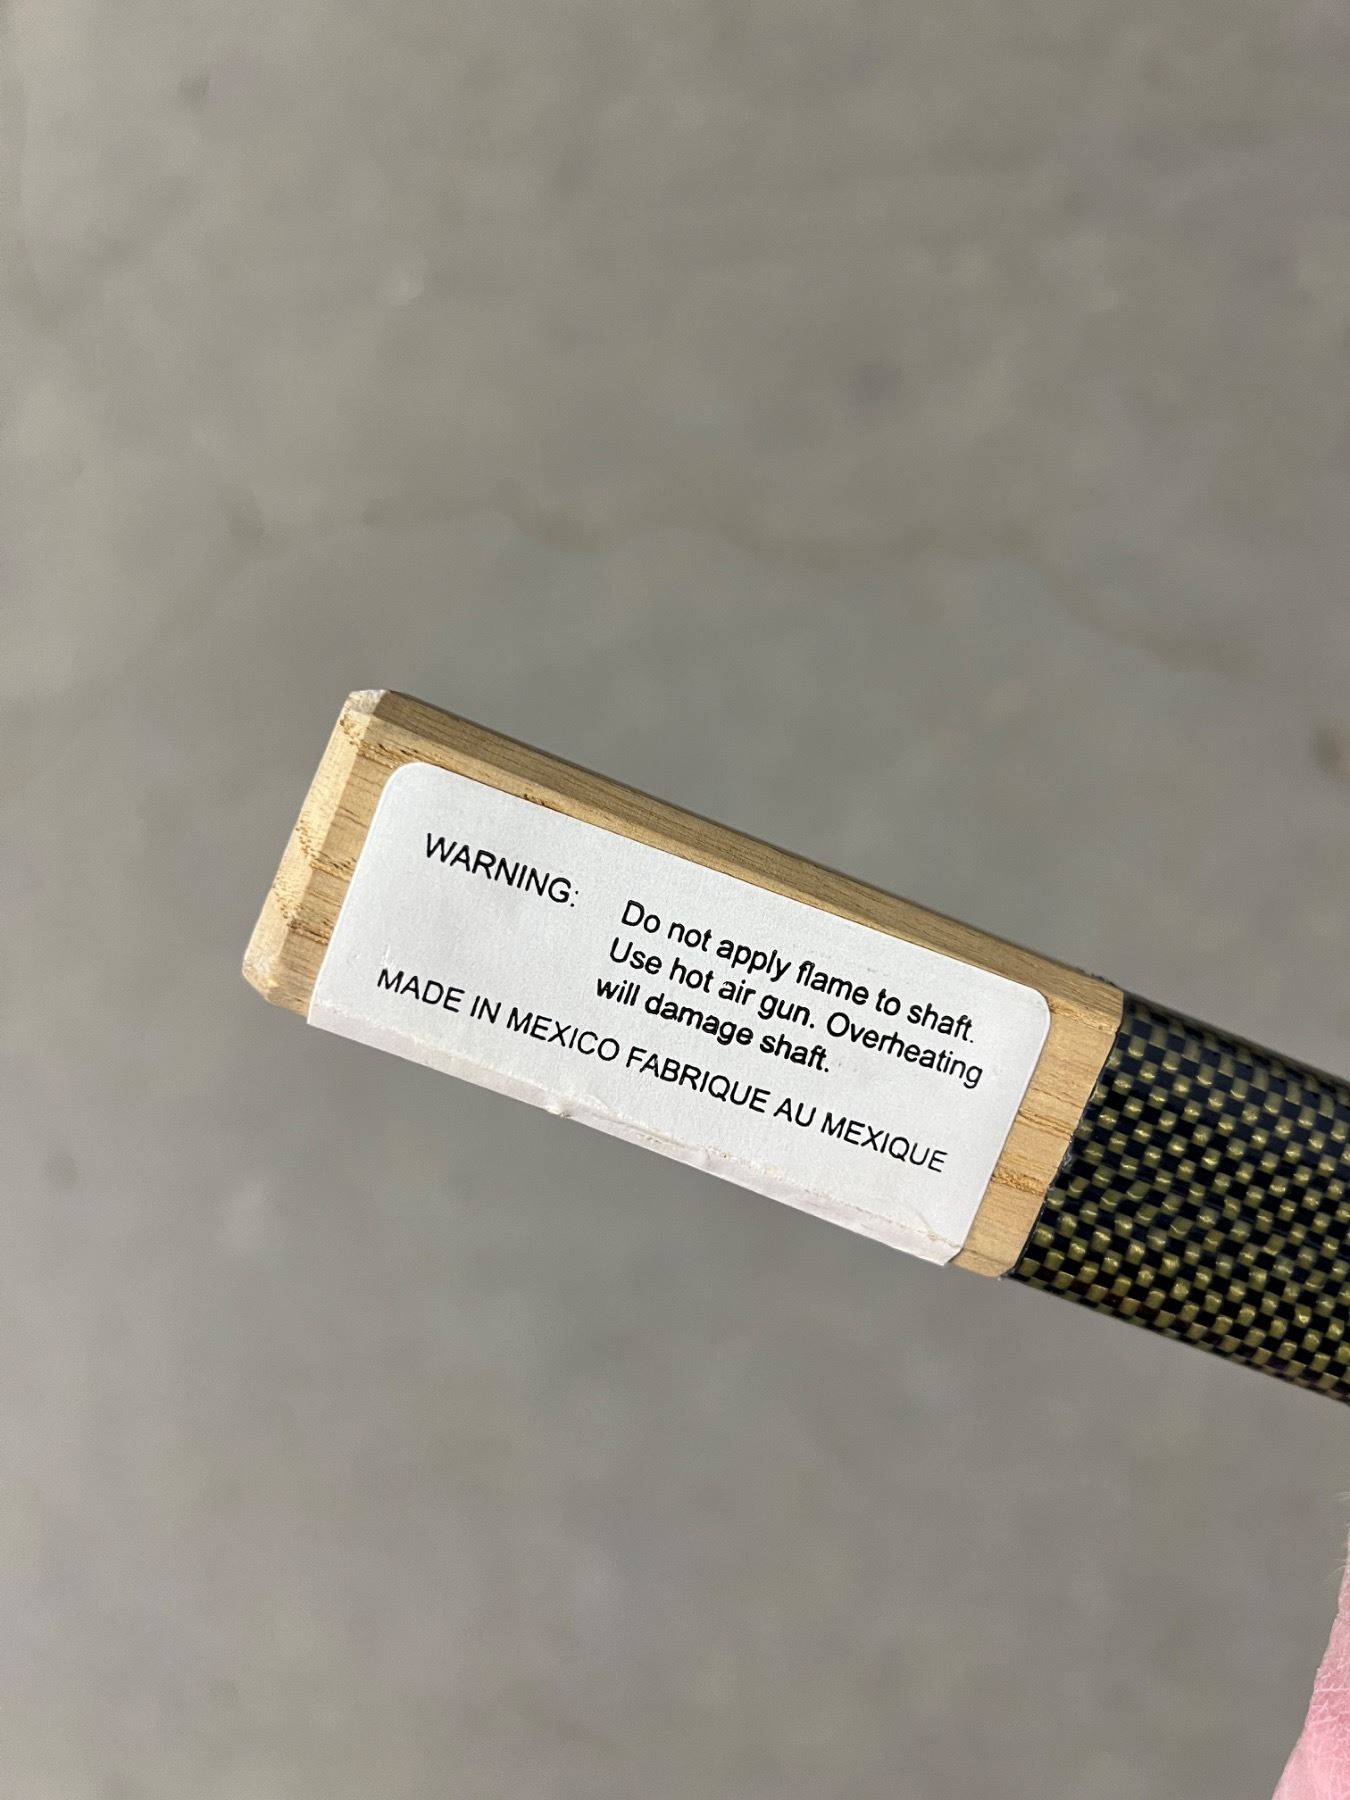 WARNING: Do not apply flame to shaft.
Use hot air gun. Overheating
will damage shaft.
MADE IN MEXICO FABRIQUE AU MEXIQUE